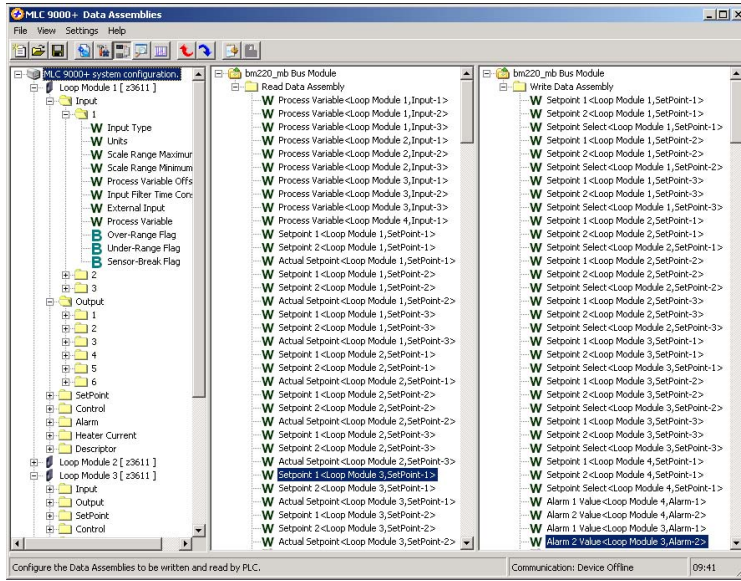 MLC 9000+ Data Assemblies
File View Settings Help
MLC 9000+ system configuration.
Loop Module 1 [ z3611 ]
Input
1
Input Type
Units
Scale Range Maximur
Scale Range Minimum
Process Variable Offs
Input Filter Time Con
External Input
Process Variable
Over-Range Flag
Under-Range Flag
Sensor-Break Flag
2
3
Output
1
2
3
4
5
6
SetPoint
Control
Alarm
Heater Current
Descriptor
Loop Module 2 [ z3611 ]
Loop Module 3 [ z3611 ]
Input
Output
SetPoint
Control
bm220_mb Bus Module
Read Data Assembly
W Process Variable<Loop Module 1,Input-1>
W Process Variable<Loop Module 1,Input-2>
W Process Variable<Loop Module 1,Input-3>
W Process Variable<Loop Module 2,Input-1>
W Process Variable<Loop Module 2,Input-2>
W Process Variable<Loop Module 2,Input-3>
W Process Variable<Loop Module 3,Input-1>
W Process Variable<Loop Module 3,Input-2>
W Process Variable<Loop Module 3,Input-3>
W Process Variable<Loop Module 4,Input-1>
W Setpoint 1<Loop Module 1,SetPoint-1>
W Setpoint 2<Loop Module 1,SetPoint-1>
W Actual Setpoint<Loop Module 1,SetPoint-1>
W Setpoint 1<Loop Module 1,SetPoint-2>
W Setpoint 2<Loop Module 1,SetPoint-2>
W Actual Setpoint<Loop Module 1,SetPoint-2>
W Setpoint 1<Loop Module 1,SetPoint-3>
W Setpoint 2<Loop Module 1,SetPoint-3>
W Actual Setpoint<Loop Module 1,SetPoint-3>
W Setpoint 1<Loop Module 2,SetPoint-1>
W Setpoint 2<Loop Module 2,SetPoint-1>
W Actual Setpoint<Loop Module 2,SetPoint-1>
W Setpoint 1<Loop Module 2,SetPoint-2>
W Setpoint 2<Loop Module 2,SetPoint-2>
W Actual Setpoint<Loop Module 2,SetPoint-2>
W Setpoint 1<Loop Module 2,SetPoint-3>
W Setpoint 2<Loop Module 2,SetPoint-3>
W Actual Setpoint<Loop Module 2,SetPoint-3>
W Setpoint 1<Loop Module 3,SetPoint-1>
W Setpoint 2<Loop Module 3,SetPoint-1>
W Actual Setpoint<Loop Module 3,SetPoint-1>
W Setpoint 1<Loop Module 3,SetPoint-2>
W Setpoint 2<Loop Module 3,SetPoint-2>
W Actual Setpoint<Loop Module 3,SetPoint-2>
bm220_mb Bus Module
Write Data Assembly
W Setpoint 1<Loop Module 1,SetPoint-1>
W Setpoint 2<Loop Module 1,SetPoint-1>
W Setpoint Select<Loop Module 1,SetPoint-1>
W Setpoint 1<Loop Module 1,SetPoint-2>
W Setpoint 2<Loop Module 1,SetPoint-2>
W Setpoint Select<Loop Module 1,SetPoint-2>
W Setpoint 1<Loop Module 1,SetPoint-3>
W Setpoint 2<Loop Module 1,SetPoint-3>
W Setpoint Select<Loop Module 1,SetPoint-3>
W Setpoint 1<Loop Module 2,SetPoint-1>
W Setpoint 2<Loop Module 2,SetPoint-1>
W Setpoint Select<Loop Module 2,SetPoint-1>
W Setpoint 1<Loop Module 2,SetPoint-2>
W Setpoint 2<Loop Module 2,SetPoint-2>
W Setpoint Select<Loop Module 2,SetPoint-2>
W Setpoint 1<Loop Module 2,SetPoint-3>
W Setpoint 2<Loop Module 2,SetPoint-3>
W Setpoint Select<Loop Module 2,SetPoint-3>
W Setpoint 1<Loop Module 3,SetPoint-1>
W Setpoint 2<Loop Module 3,SetPoint-1>
W Setpoint Select<Loop Module 3,SetPoint-1>
W Setpoint 1<Loop Module 3,SetPoint-2>
W Setpoint 2<Loop Module 3,SetPoint-2>
W Setpoint Select<Loop Module 3,SetPoint-2>
W Setpoint 1<Loop Module 3,SetPoint-3>
W Setpoint 2<Loop Module 3,SetPoint-3>
W Setpoint Select<Loop Module 3,SetPoint-3>
W Setpoint 1<Loop Module 4,SetPoint-1>
W Setpoint 2<Loop Module 4,SetPoint-1>
W Setpoint Select<Loop Module 4,SetPoint-1>
W Alarm 1 Value<Loop Module 4,Alarm-1>
W Alarm 2 Value<Loop Module 4,Alarm-2>
W Alarm 1 Value<Loop Module 3,Alarm-1>
W Alarm 2 Value<Loop Module 3,Alarm-2>
Configure the Data Assemblies to be written and read by PLC.
Communication: Device Offline
09:41